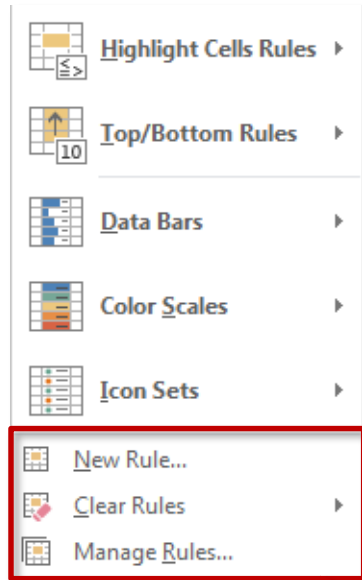 Highlight Cells Rules
≤ >
Top/Bottom Rules
10
Data Bars
Color Scales
Icon Sets
New Rule...
Clear Rules
Manage Rules...